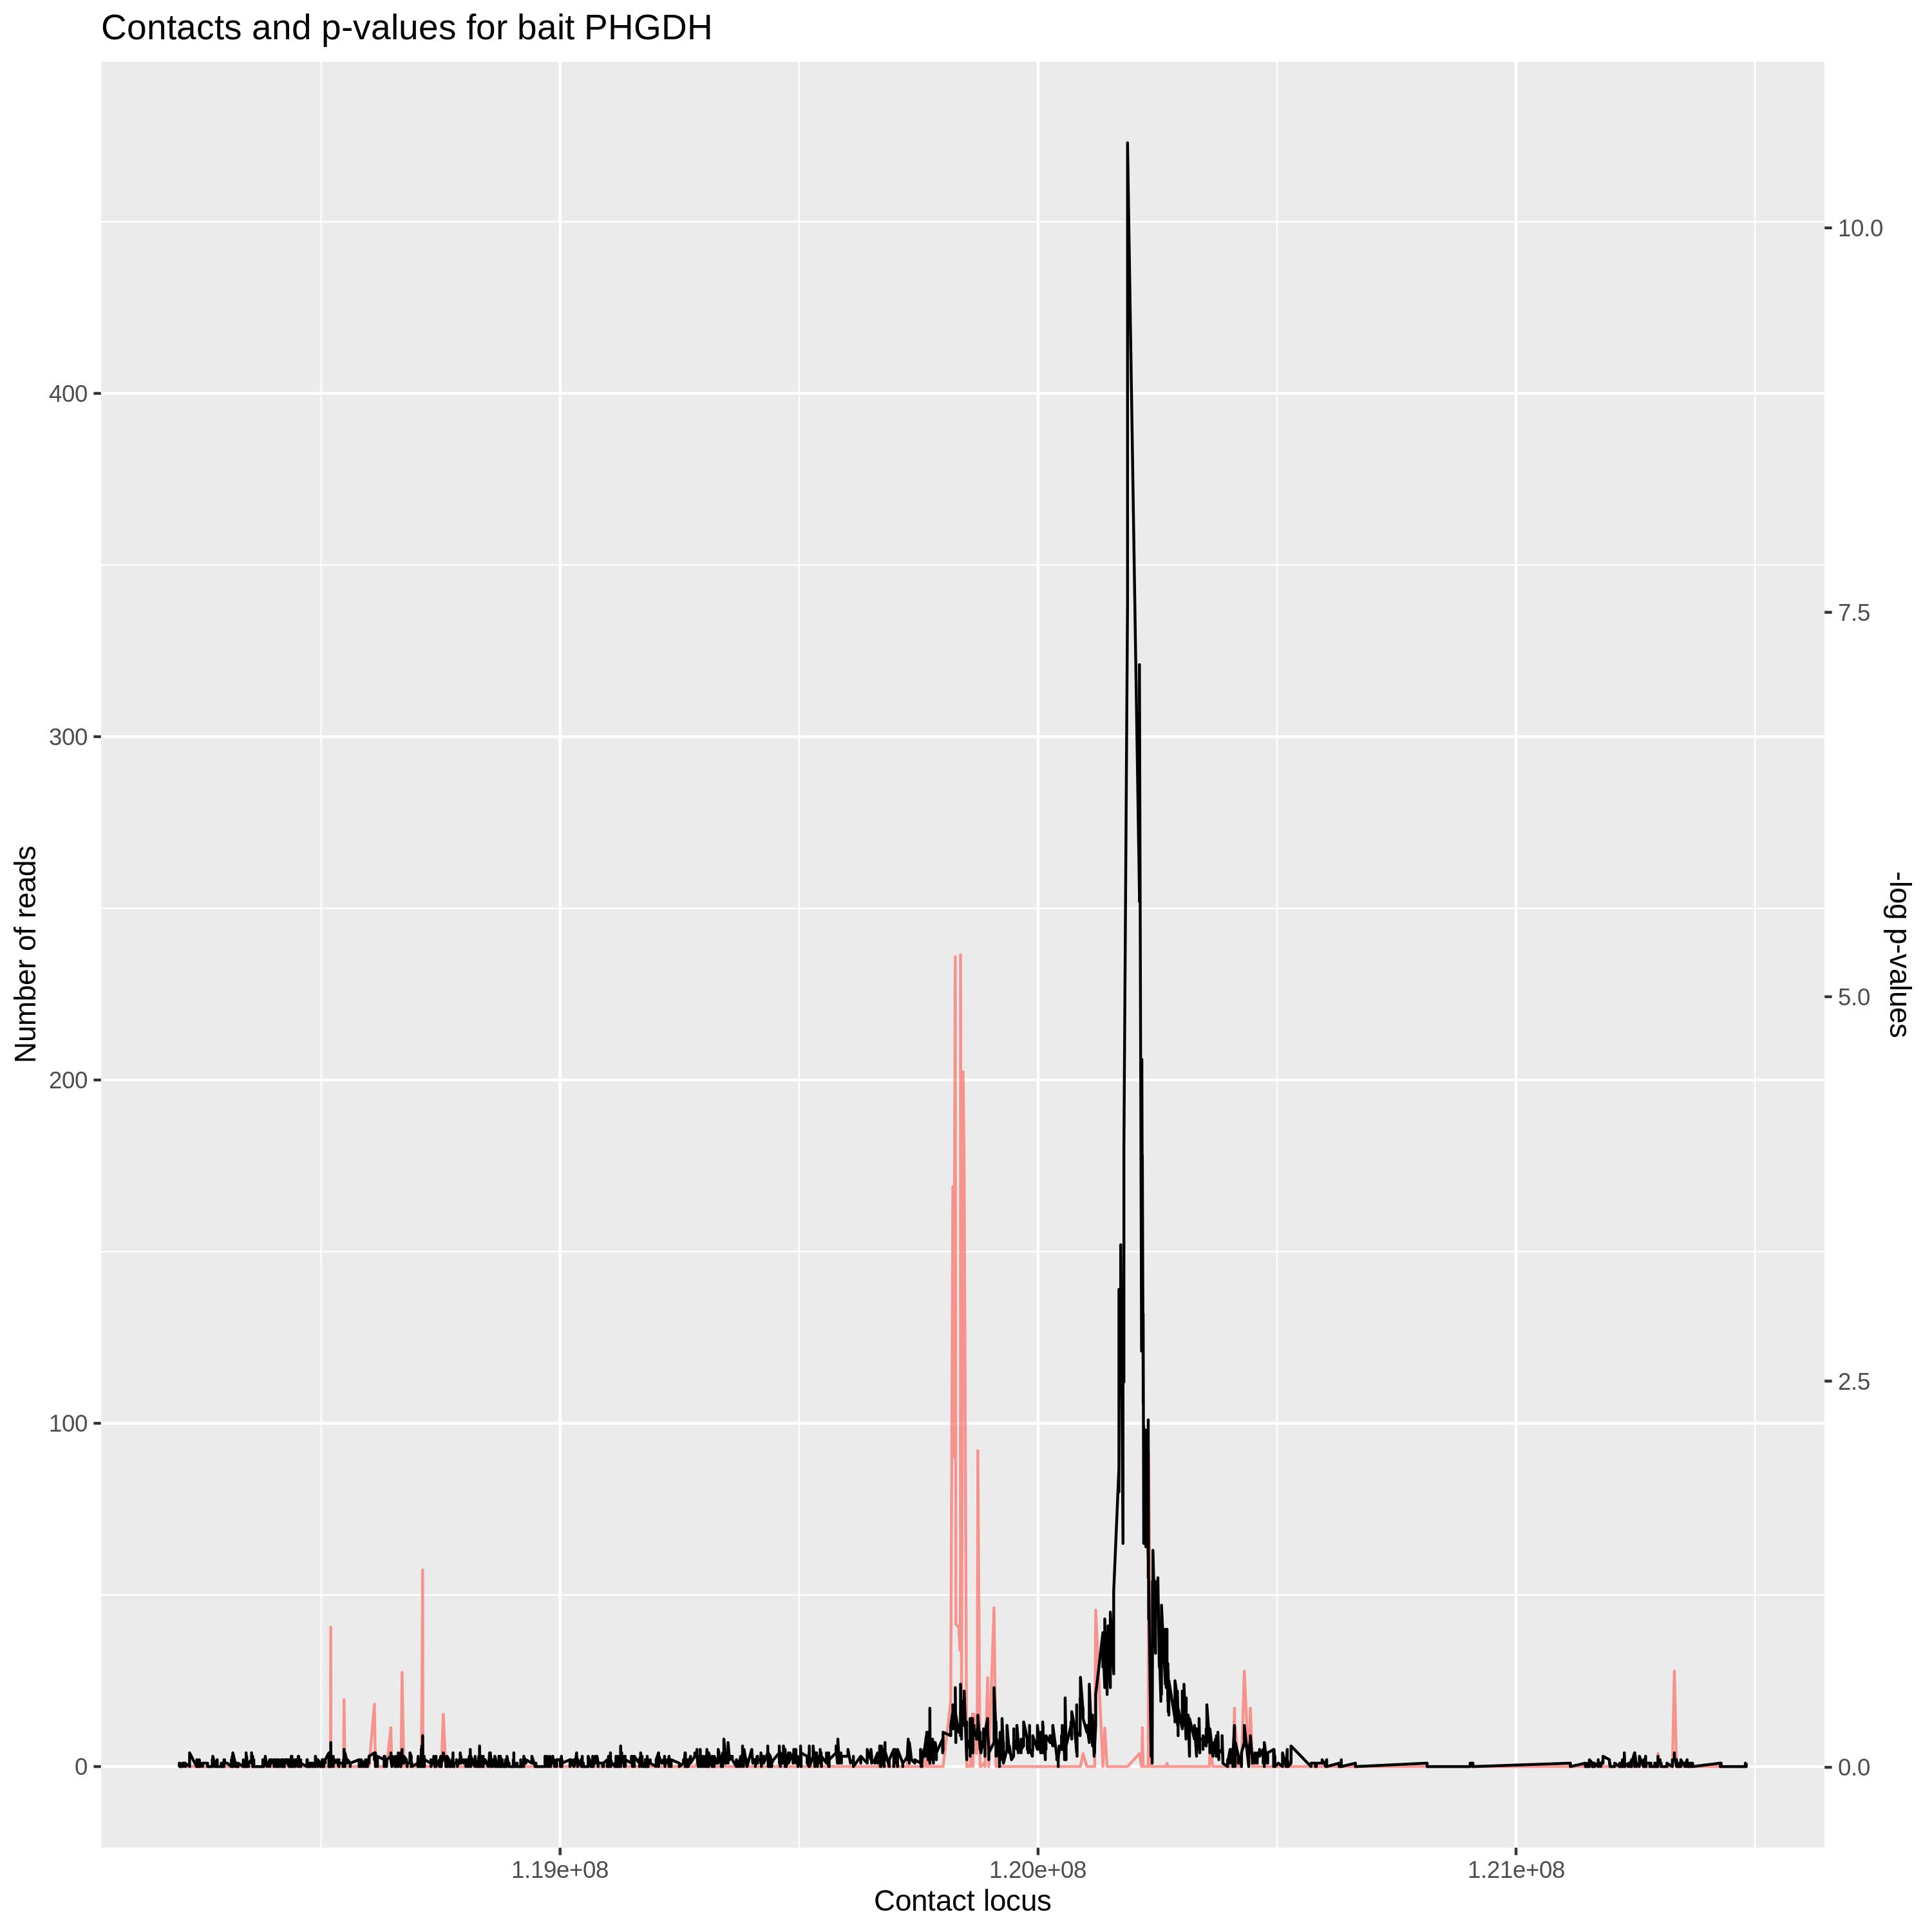 Contacts and p-values for bait PHGDH
400
300
200
100
0
Number of reads
10.0
7.5
5.0
2.5
0.0
-log p-values
1.19e+08
1.20e+08
1.21e+08
Contact locus